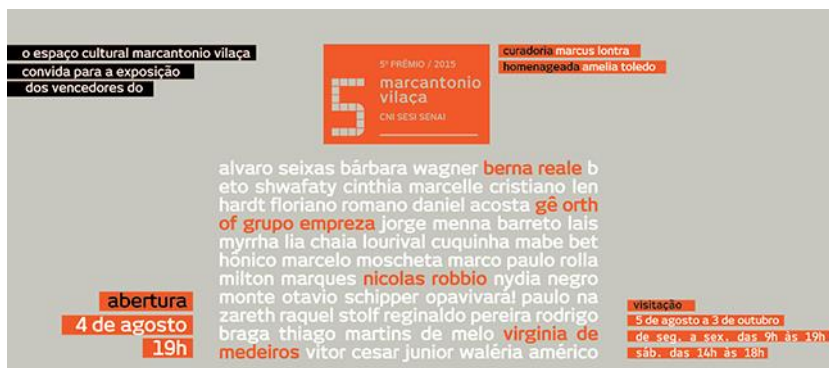 o espaço cultural marcantonio vilaça
convida para a exposição
dos vencedores do
5º PRÊMIO / 2015
5
marcantonio
vilaça
CNI SESI SENAI
curadoria marcus lontra
homenageada amelia toledo
alvaro seixas bárbara wagner berna reale b
eto shwafaty cinthia marcelle cristiano len
hardt floriano romano daniel acosta gê orth
of grupo empreza jorge menna barreto lais
myrrha lia chaia lourival cuquinha mabe bet
hônico marcelo moscheta marco paulo rolla
milton marques nicolas robbio nydia negro
monte otavio schipper opavivará! paulo na
zareth raquel stolf reginaldo pereira rodrigo
braga thiago martins de melo virginia de
medeiros vitor cesar junior waléria américo
abertura
4 de agosto
19h
visitação
5 de agosto a 3 de outubro
de seg. a sex. das 9h às 19h
sáb. das 14h às 18h